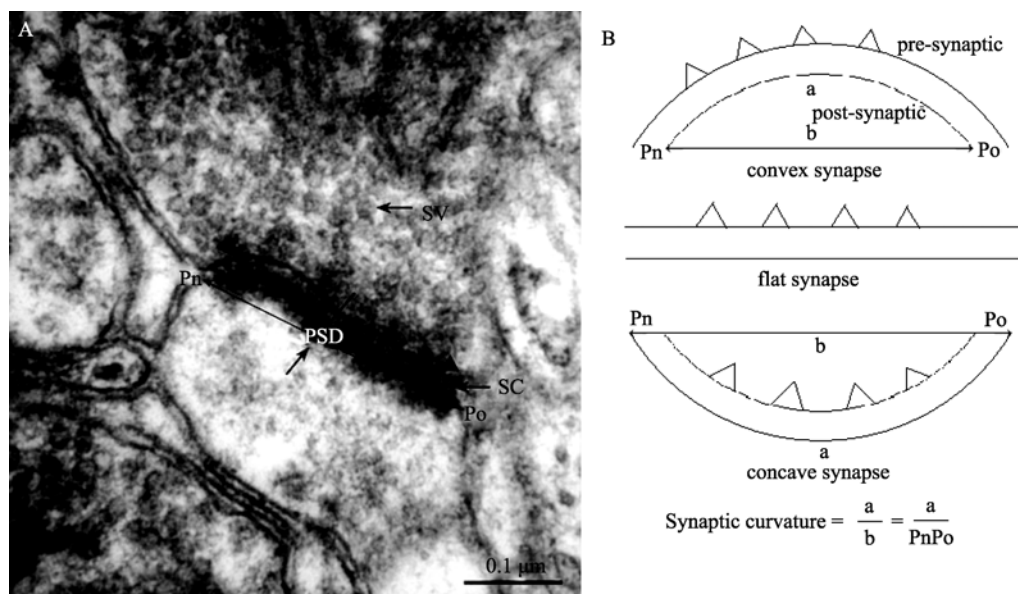 A
SV
Pn
PSD
SC
Po
0.1 μm
B
pre-synaptic
a
post-synaptic
b
Pn
Po
convex synapse
flat synapse
Pn
Po
b
a
concave synapse
Synaptic curvature = a/b = a/PnPo